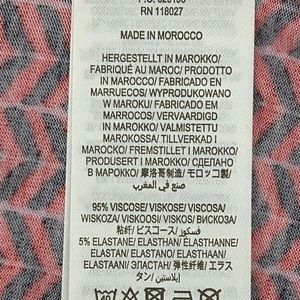 RN 118027
MADE IN MOROCCO
HERGESTELLT IN MAROKKO/
FABRIQUÉ AU MAROC/ PRODOTTO
IN MAROCCO/ FABRICADO EN
MARRUECOS/ WYPRODUKOWANO
W MAROKU/ FABRICADO EM
MARROCOS/ VERVAARDIGD
IN MAROKKO/ VALMISTETTU
MAROKOSSA/ TILLVERKAD I
MAROCKO/ FREMSTILLET I MAROKKO/
PRODUSERT I MAROKKO/ СДЕЛАНО
В МАРОККО/ 摩洛哥制造/ モロッコ製/
صنع في المغرب
95% VISCOSE/ VISKOSE/ VISCOSA/
WISKOZA/ VISKOOSI/ VISKOS/ ВИСКОЗА/
粘纤/ ビスコース/ فسكوز
5% ELASTANE/ ELASTHAN/ ÉLASTHANNE/
ELASTAN/ ELASTANO/ ELASTAAN/
ELASTAANI/ ЭЛАСТАН/ 弹性纤维/ エラス
タン/ إيلاستين